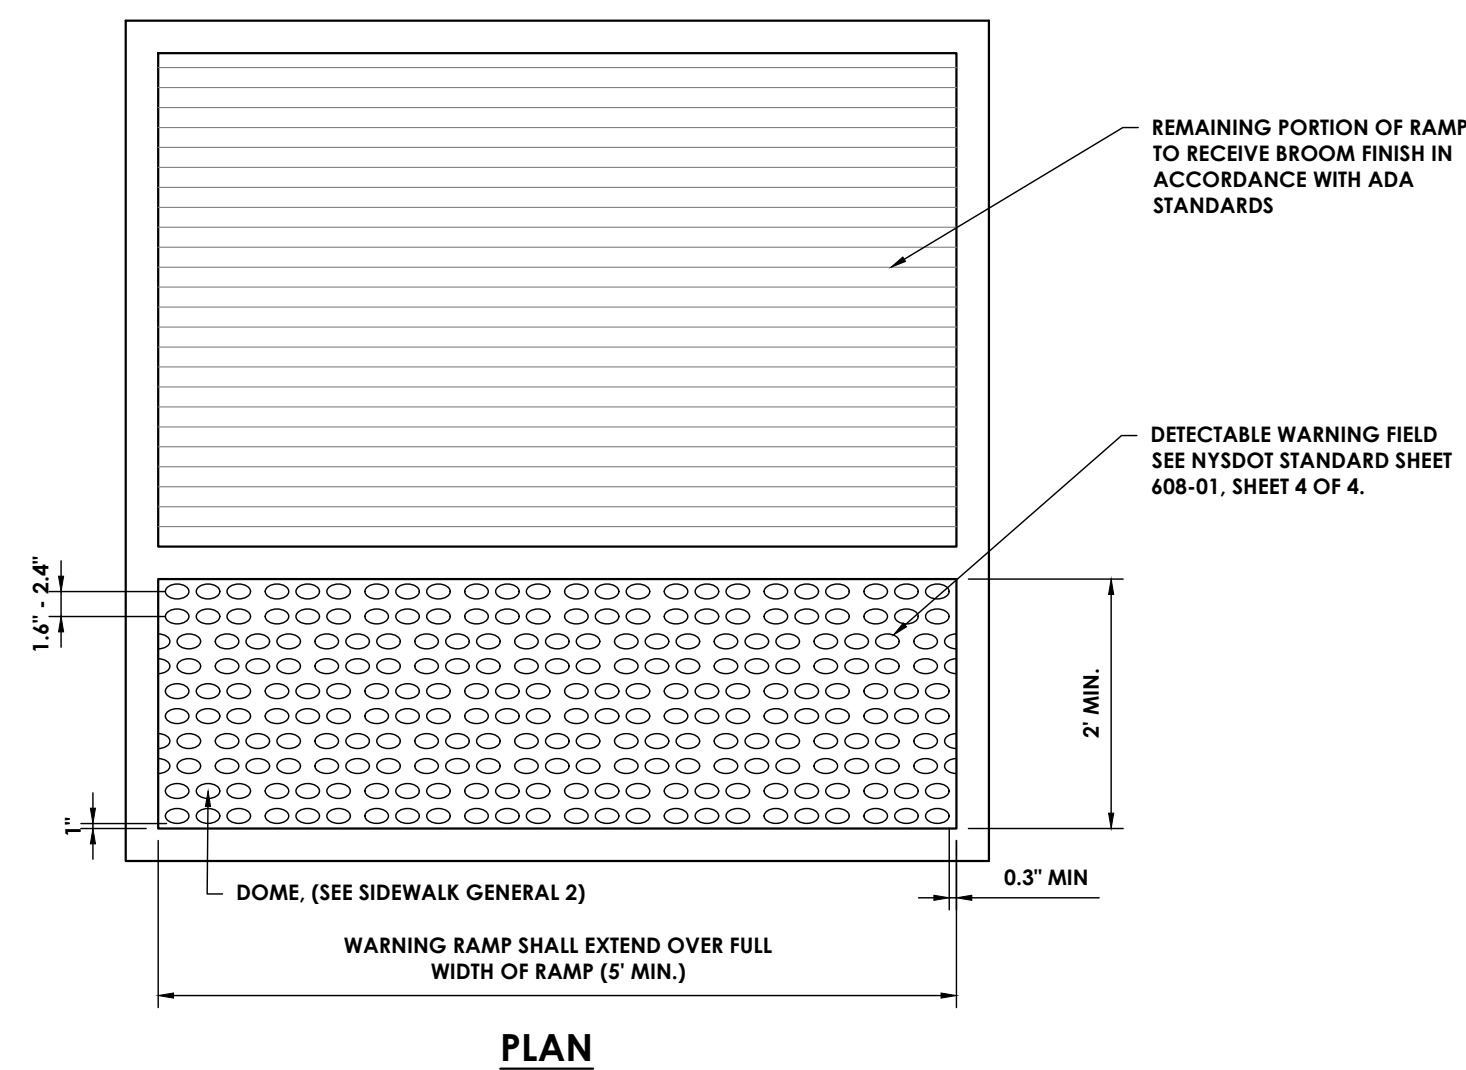 REMAINING PORTION OF RAMP
TO RECEIVE BROOM FINISH IN
ACCORDANCE WITH ADA
STANDARDS
DETECTABLE WARNING FIELD
SEE NYSDOT STANDARD SHEET
608-01, SHEET 4 OF 4.
1.6" - 2.4"
2' MIN.
1"
0.3" MIN
DOME, (SEE SIDEWALK GENERAL 2)
WARNING RAMP SHALL EXTEND OVER FULL
WIDTH OF RAMP (5' MIN.)
PLAN